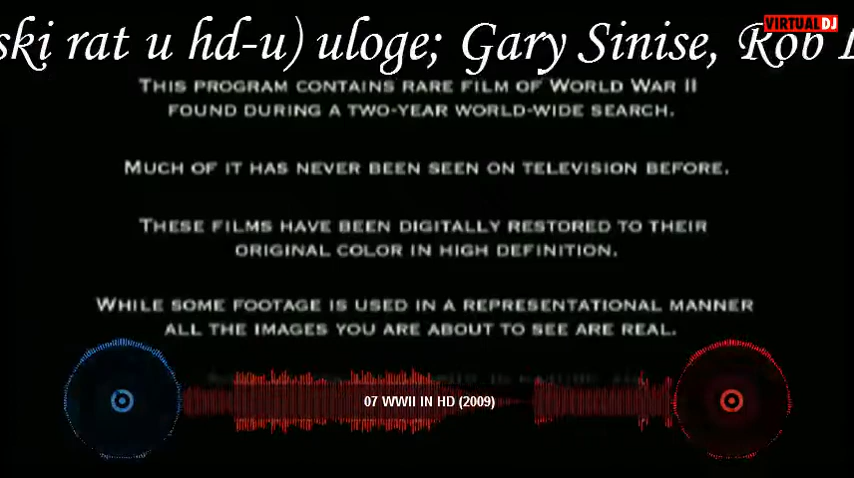 VIRTUAL DJ
ski rat u hd-u) uloge; Gary Sinise, Rob
THIS PROGRAM CONTAINS RARE FILM OF WORLD WAR II
FOUND DURING A TWO-YEAR WORLD-WIDE SEARCH.
MUCH OF IT HAS NEVER BEEN SEEN ON TELEVISION BEFORE.
THESE FILMS HAVE BEEN DIGITALLY RESTORED TO THEIR
ORIGINAL COLOR IN HIGH DEFINITION.
WHILE SOME FOOTAGE IS USED IN A REPRESENTATIONAL MANNER
ALL THE IMAGES YOU ARE ABOUT TO SEE ARE REAL.
07 WWII IN HD (2009)